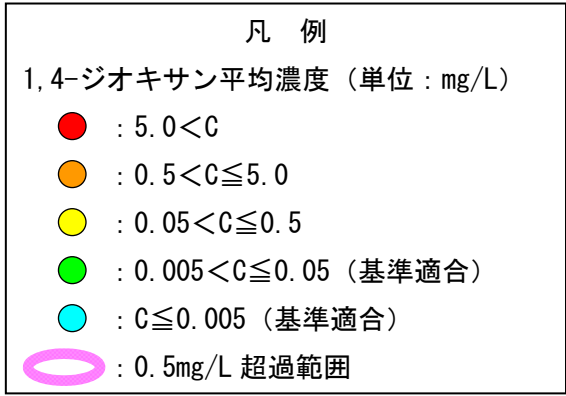 凡　例
1,4-ジオキサン平均濃度（単位：mg/L）
：5.0＜C
：0.5＜C≦5.0
：0.05＜C≦0.5
：0.005＜C≦0.05（基準適合）
：C≦0.005（基準適合）
：0.5mg/L 超過範囲